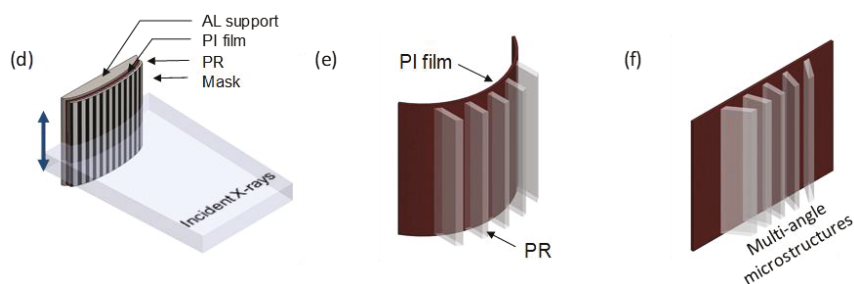 (d)
AL support
PI film
PR
Mask
Incident X-rays
(e)
PI film
PR
(f)
Multi-angle
microstructures